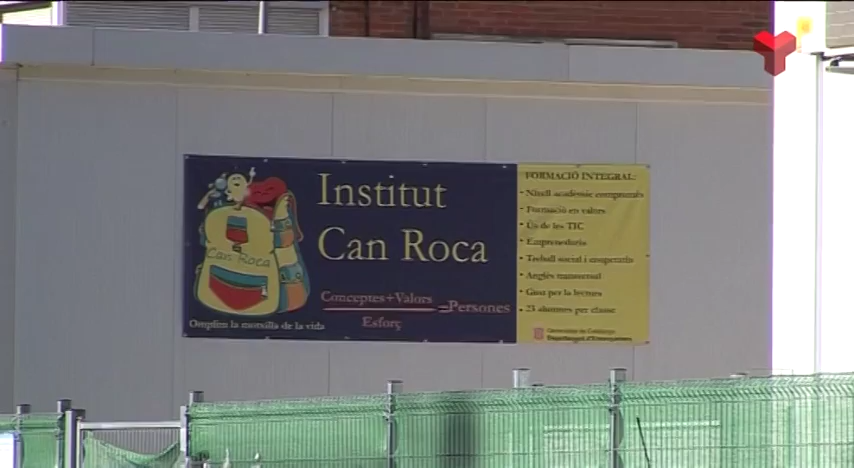 Institut
Can Roca
Can Roca
Conceptes+Valors
=Persones
Esforç
Omplim la motxilla de la vida
FORMACIÓ INTEGRAL:
- Nivell acadèmic comprovats
- Formació en valors
- Ús de les TIC
- Emprenedoria
- Treball social i cooperatiu
- Anglès transversal
- Gust per la lectura
- 23 alumnes per classe
Generalitat de Catalunya
Departament d'Ensenyament